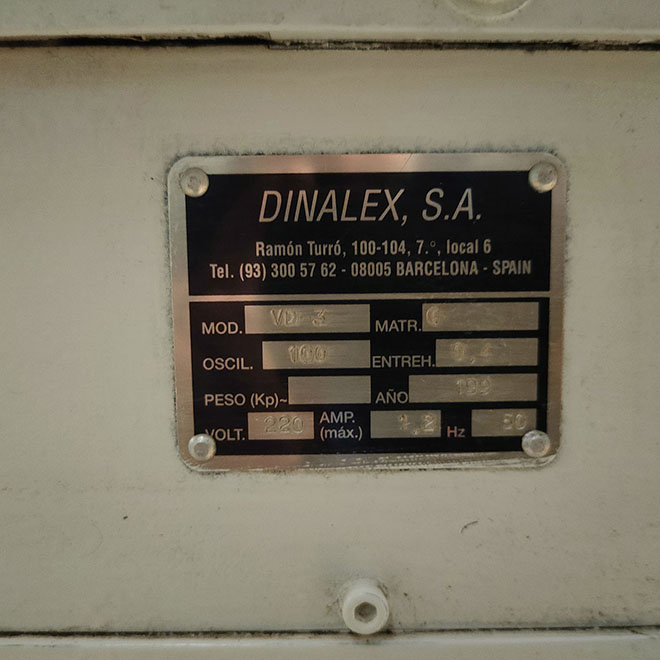 DINALEX, S.A.
Ramón Turró, 100-104, 7.º, local 6
Tel. (93) 300 57 62 - 08005 BARCELONA - SPAIN
MOD. MATR.
OSCIL. 100 ENTREH.
PESO (Kp)~ AÑO
VOLT. 220 AMP. (máx.) Hz 50